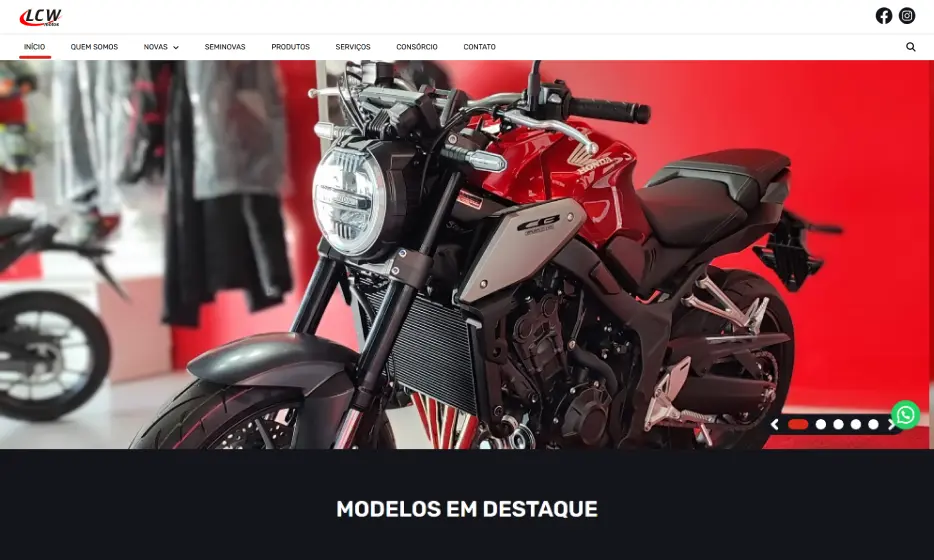 LCW
motos
INÍCIO QUEM SOMOS NOVAS SEMINOVAS PRODUTOS SERVIÇOS CONSÓRCIO CONTATO
HONDA
CB
MODELOS EM DESTAQUE